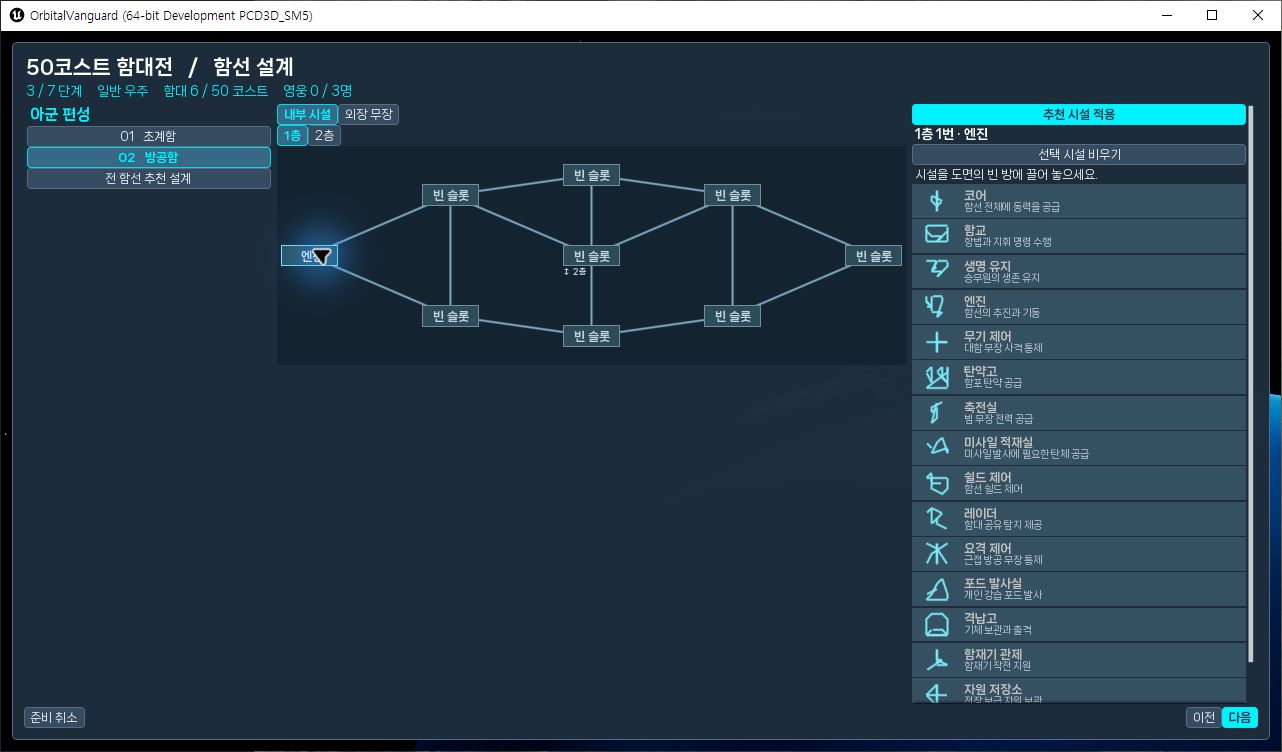 OrbitalVanguard (64-bit Development PCD3D_SM5)
50코스트 함대전 / 함선 설계
3 / 7 단계 일반 우주 함대 6 / 50 코스트 영웅 0 / 3명
아군 편성
01 초계함
02 방공함
전 함선 추천 설계
내부 시설 외장 무장
1층 2층
빈 슬롯
빈 슬롯
빈 슬롯
빈 슬롯
↕ 2층
빈 슬롯
빈 슬롯
빈 슬롯
빈 슬롯
추천 시설 적용
1층 1번 · 엔진
선택 시설 비우기
시설을 도면의 빈 방에 끌어 놓으세요.
코어
함선 전체에 동력을 공급
함교
항법과 지휘 명령 수행
생명 유지
승무원의 생존 유지
엔진
함선의 추진과 기동
무기 제어
대함 무장 사격 통제
탄약고
함포 탄약 공급
축전실
빔 무장 전력 공급
미사일 적재실
미사일 발사에 필요한 탄체 공급
쉴드 제어
함선 쉴드 제어
레이더
함대 공유 탐지 제공
요격 제어
근접 방공 무장 통제
포드 발사실
개인 강습 포드 발사
격납고
기체 보관과 출격
함재기 관제
함재기 작전 지원
자원 저장소
준비 취소
이전 다음